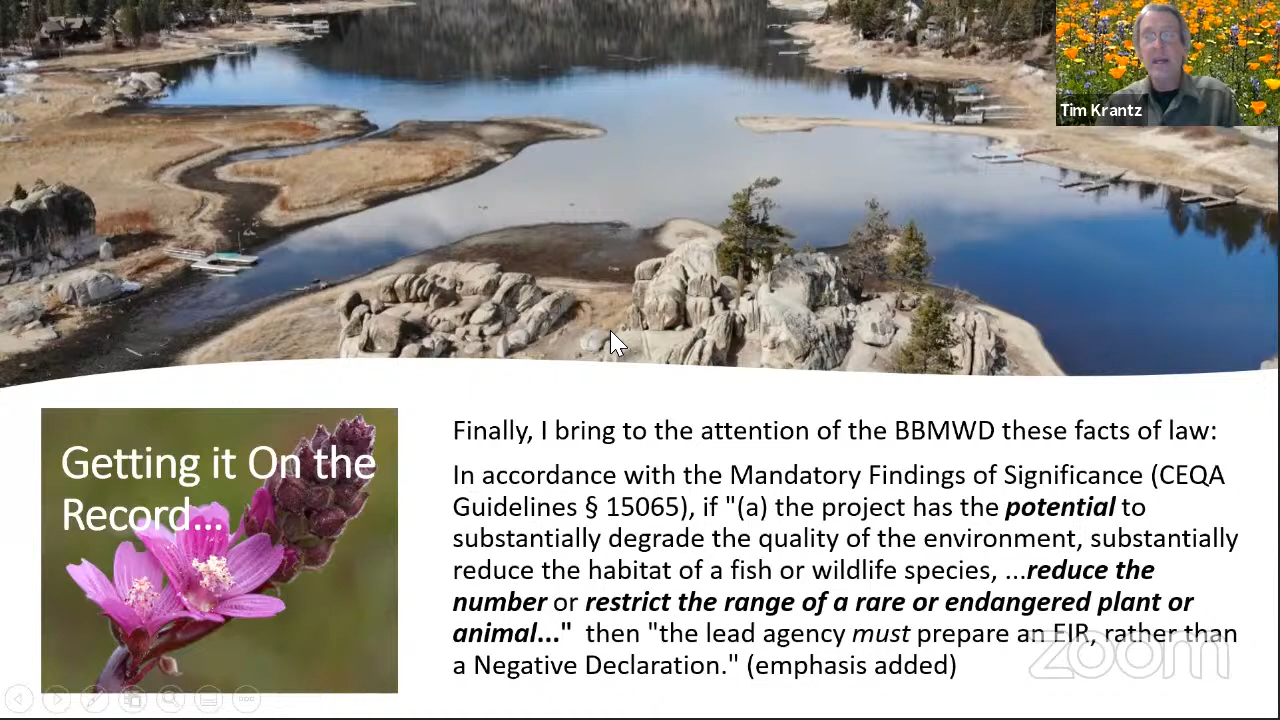 Tim Krantz
Getting it On the
Record...
Finally, I bring to the attention of the BBMWD these facts of law:
In accordance with the Mandatory Findings of Significance (CEQA
Guidelines § 15065), if "(a) the project has the potential to
substantially degrade the quality of the environment, substantially
reduce the habitat of a fish or wildlife species, ...reduce the
number or restrict the range of a rare or endangered plant or
animal..." then "the lead agency must prepare an EIR, rather than
a Negative Declaration." (emphasis added)
zoom